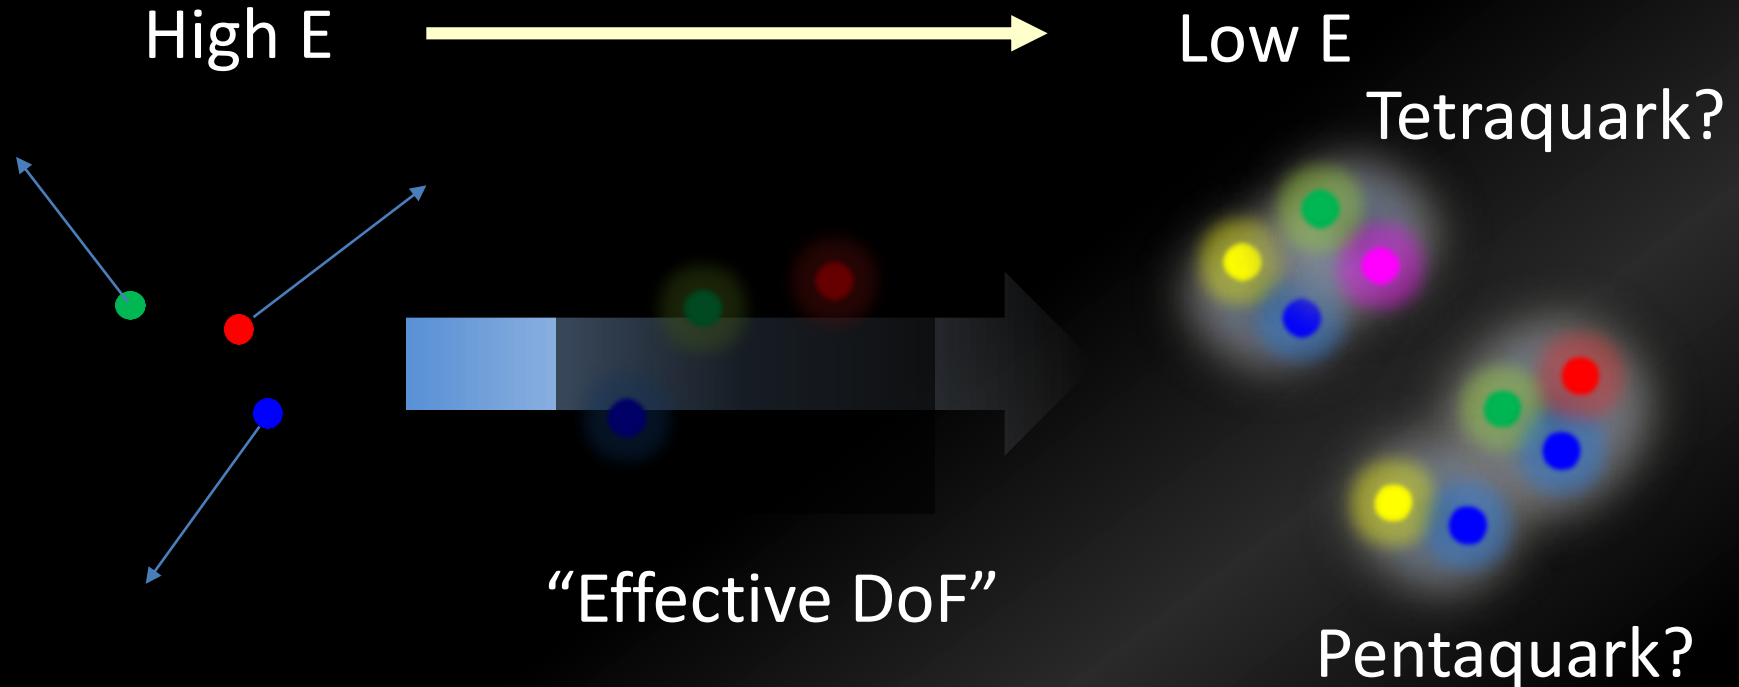 High E
Low E
Tetraquark?
“Effective DoF”
Pentaquark?